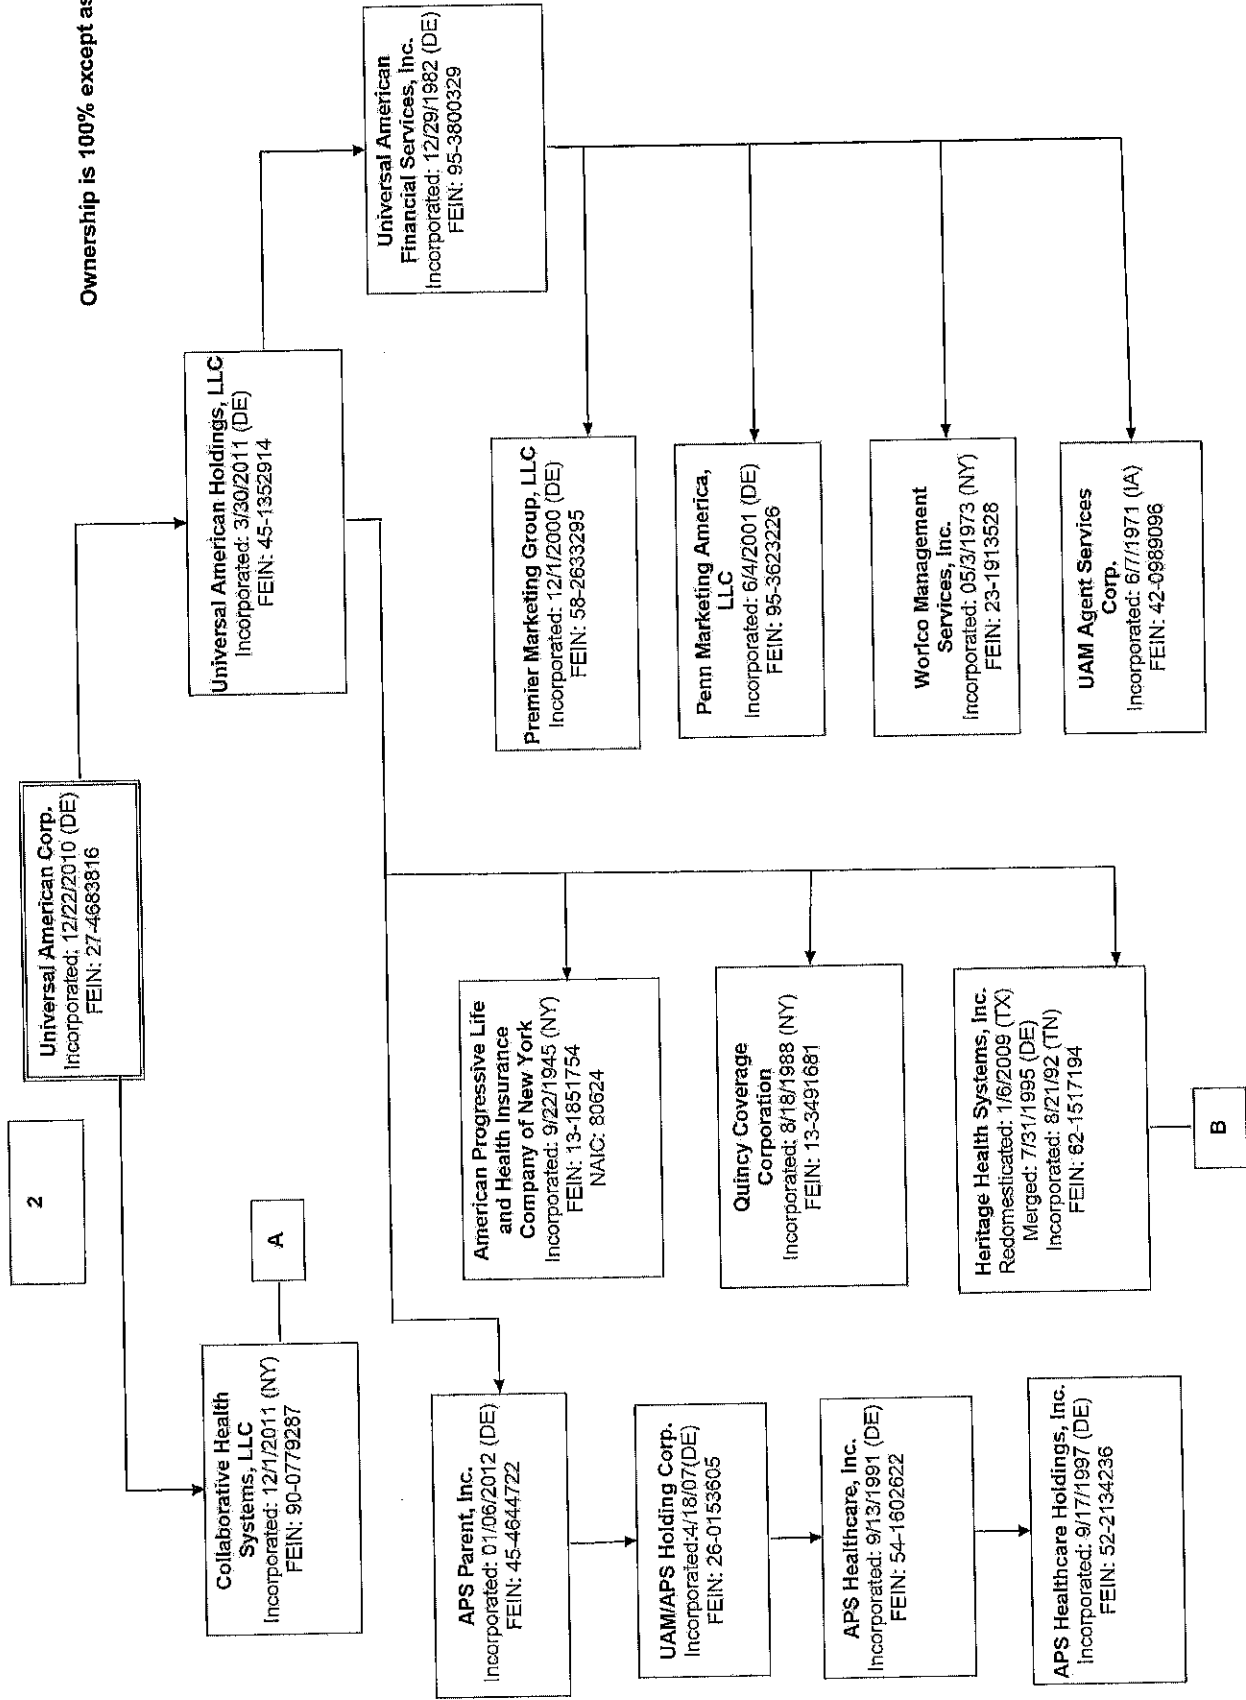 Ownership is 100% except as
2
Universal American Corp.
Incorporated: 12/22/2010 (DE)
FEIN: 27-4683816
Collaborative Health
Systems, LLC
Incorporated: 12/1/2011 (NY)
FEIN: 90-0779287
A
Universal American Holdings, LLC
Incorporated: 3/30/2011 (DE)
FEIN: 45-1352914
Universal American
Financial Services, Inc.
Incorporated: 12/29/1982 (DE)
FEIN: 95-3800329
APS Parent, Inc.
Incorporated: 01/06/2012 (DE)
FEIN: 45-4644722
UAM/APS Holding Corp.
Incorporated:4/18/07(DE)
FEIN: 26-0153605
APS Healthcare, Inc.
Incorporated: 9/13/1991 (DE)
FEIN: 54-1602622
APS Healthcare Holdings, Inc.
Incorporated: 9/17/1997 (DE)
FEIN: 52-2134236
American Progressive Life
and Health Insurance
Company of New York
Incorporated: 9/22/1945 (NY)
FEIN: 13-1851754
NAIC: 80624
Quincy Coverage
Corporation
Incorporated: 8/18/1988 (NY)
FEIN: 13-3491681
Heritage Health Systems, Inc.
Redomesticated: 1/6/2009 (TX)
Merged: 7/31/1995 (DE)
Incorporated: 8/21/92 (TN)
FEIN: 62-1517194
B
Premier Marketing Group, LLC
Incorporated: 12/1/2000 (DE)
FEIN: 58-2633295
Penn Marketing America,
LLC
Incorporated: 6/4/2001 (DE)
FEIN: 95-3623226
Worlco Management
Services, Inc.
Incorporated: 05/3/1973 (NY)
FEIN: 23-1913528
UAM Agent Services
Corp.
Incorporated: 6/7/1971 (IA)
FEIN: 42-0989096